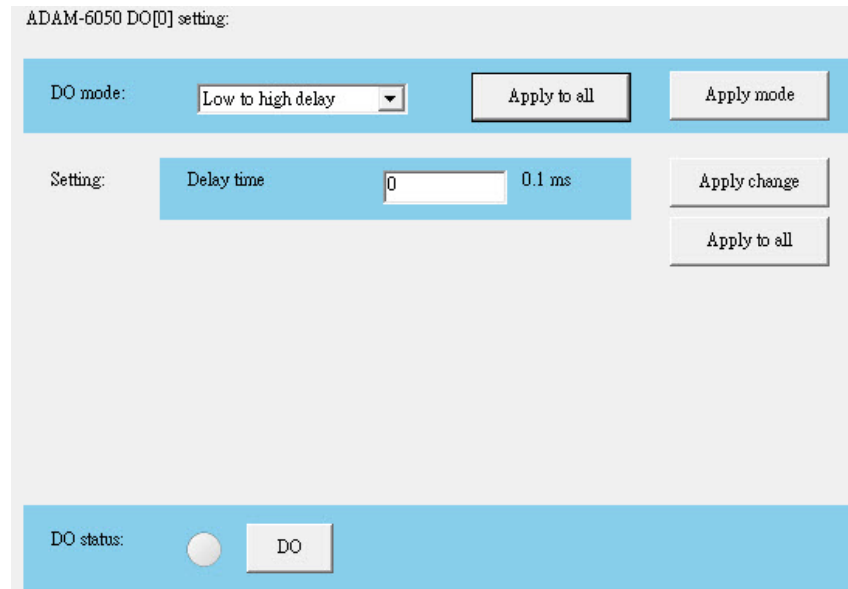 ADAM-6050 DO[0] setting:
DO mode: Low to high delay Apply to all Apply mode
Setting: Delay time 0 0.1 ms Apply change
Apply to all
DO status: DO